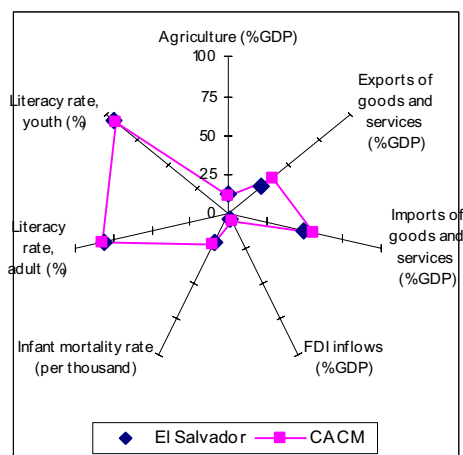 Agriculture (%GDP)
100
75
50
25
0
Exports of
goods and
services
(%GDP)
Imports of
goods and
services
(%GDP)
FDI inflows
(%GDP)
Infant mortality rate
(per thousand)
Literacy
rate,
adult (%)
Literacy rate,
youth (%)
El Salvador
CACM